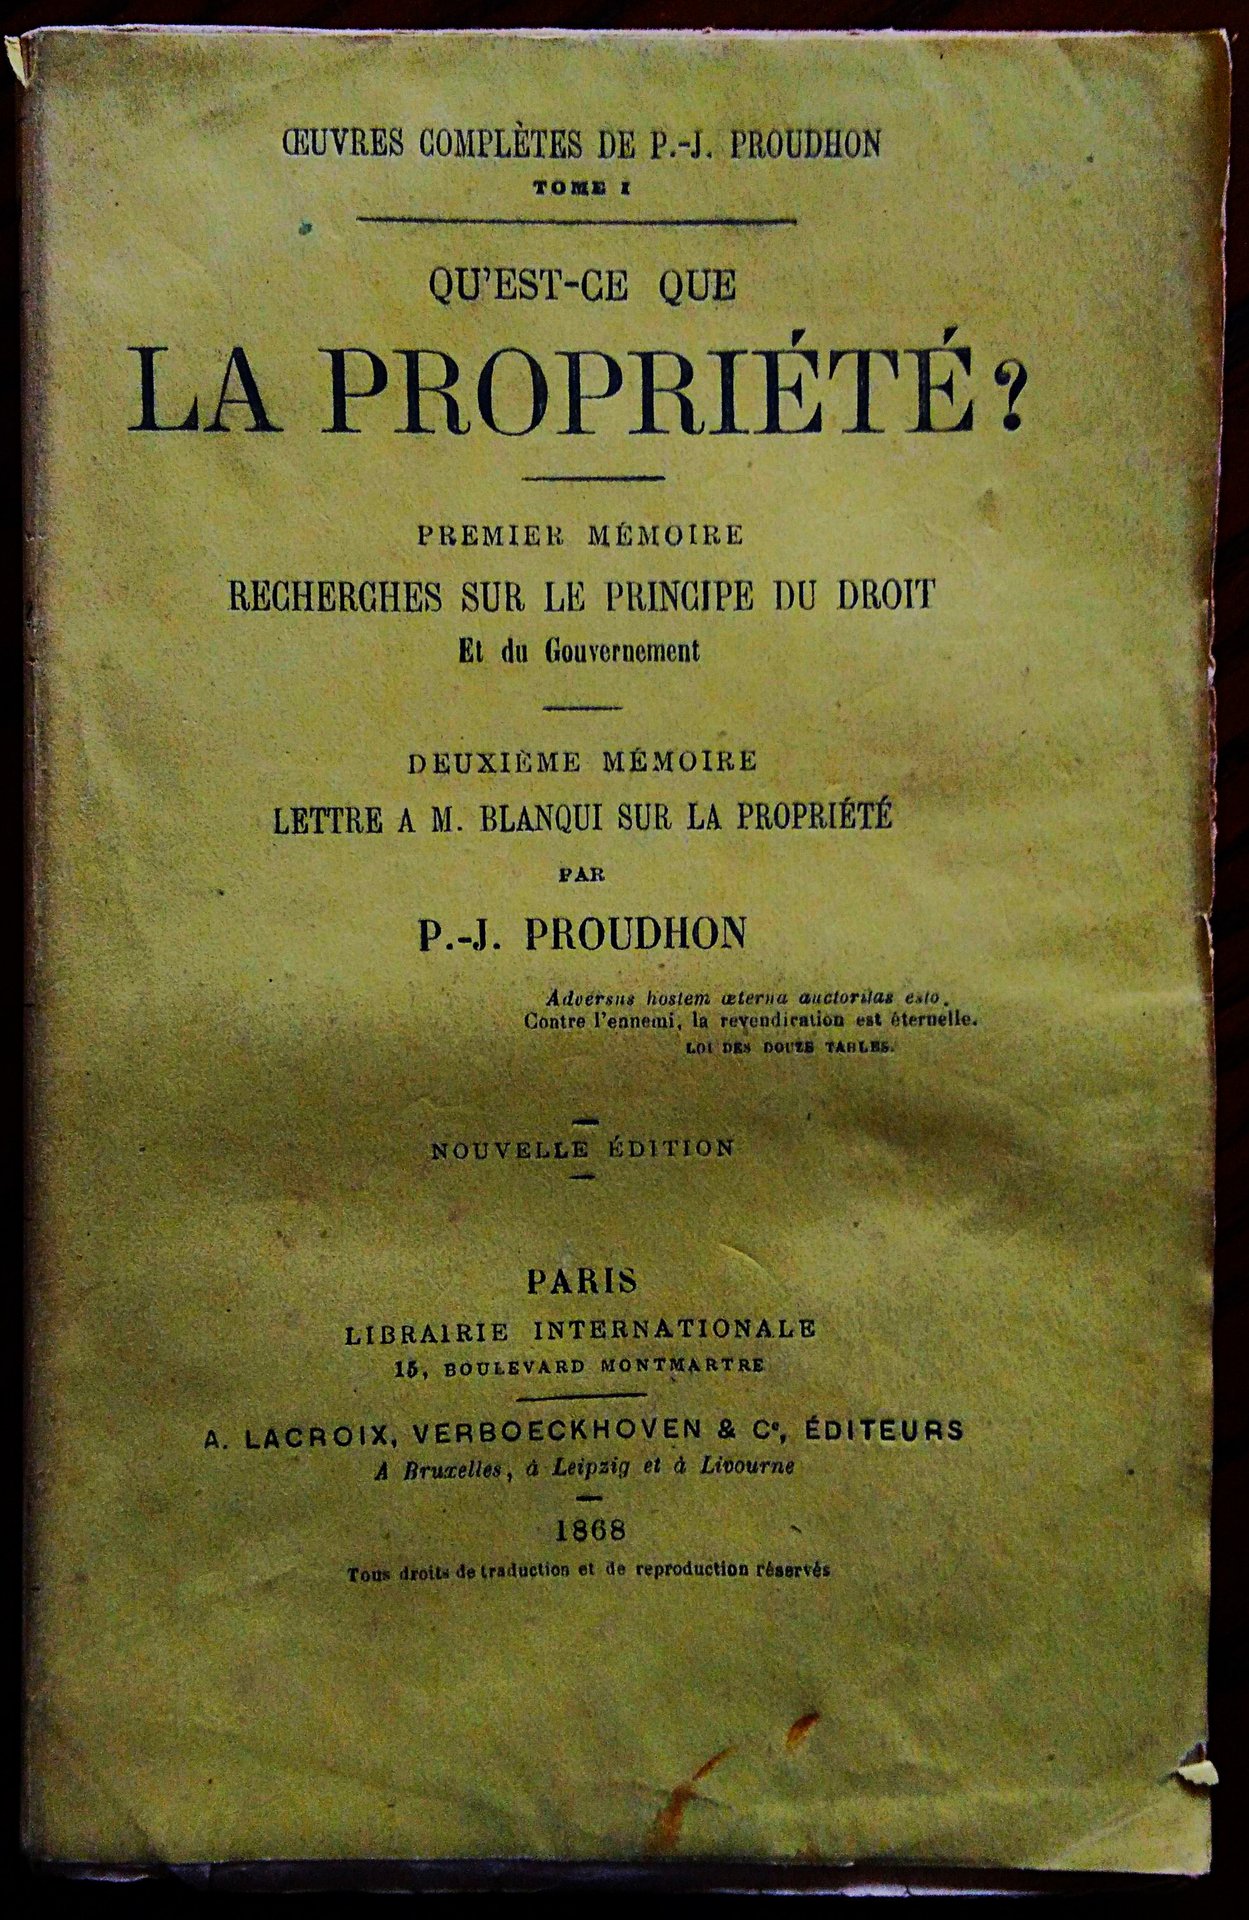 ŒUVRES COMPLÈTES DE P.-J. PROUDHON
TOME I
QU'EST-CE QUE
LA PROPRIÉTÉ?
PREMIER MÉMOIRE
RECHERCHES SUR LE PRINCIPE DU DROIT
Et du Gouvernement
DEUXIÈME MÉMOIRE
LETTRE A M. BLANQUI SUR LA PROPRIÉTÉ
PAR
P.-J. PROUDHON
Adversus hostem æterna auctoritas esto.
Contre l'ennemi, la revendication est éternelle.
LOI DES DOUZE TABLES.
NOUVELLE ÉDITION
PARIS
LIBRAIRIE INTERNATIONALE
15, BOULEVARD MONTMARTRE
A. LACROIX, VERBOECKHOVEN & Ce, ÉDITEURS
A Bruxelles, à Leipzig et à Livourne
1868
Tous droits de traduction et de reproduction réservés